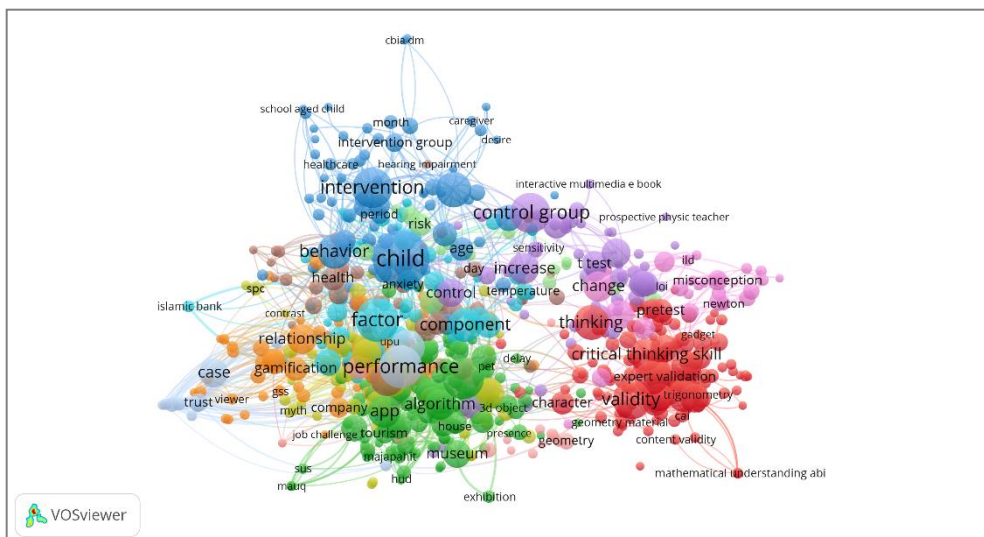 cbia dm
school aged child
month
caregiver
intervention group
desire
healthcare
hearing impairment
intervention
interactive multimedia e book
control group
period
prospective physic teacher
risk
behavior
age
sensitivity
child
t test
lld
day
increase
health
misconception
anxiety
control
temperature
change
loi
spc
newton
islamic bank
contrast
factor
component
thinking
pretest
gadget
relationship
upu
critical thinking skill
performance
delay
case
gamification
pet
expert validation
trust
viewer
gss
myth
company
app
algorithm
3d object
character
validity
trigonometry
house
geometry material
cai
job challenge
tourism
presence
geometry
content validity
sus
majapahit
museum
mauq
hud
exhibition
mathematical understanding abi
VOSviewer